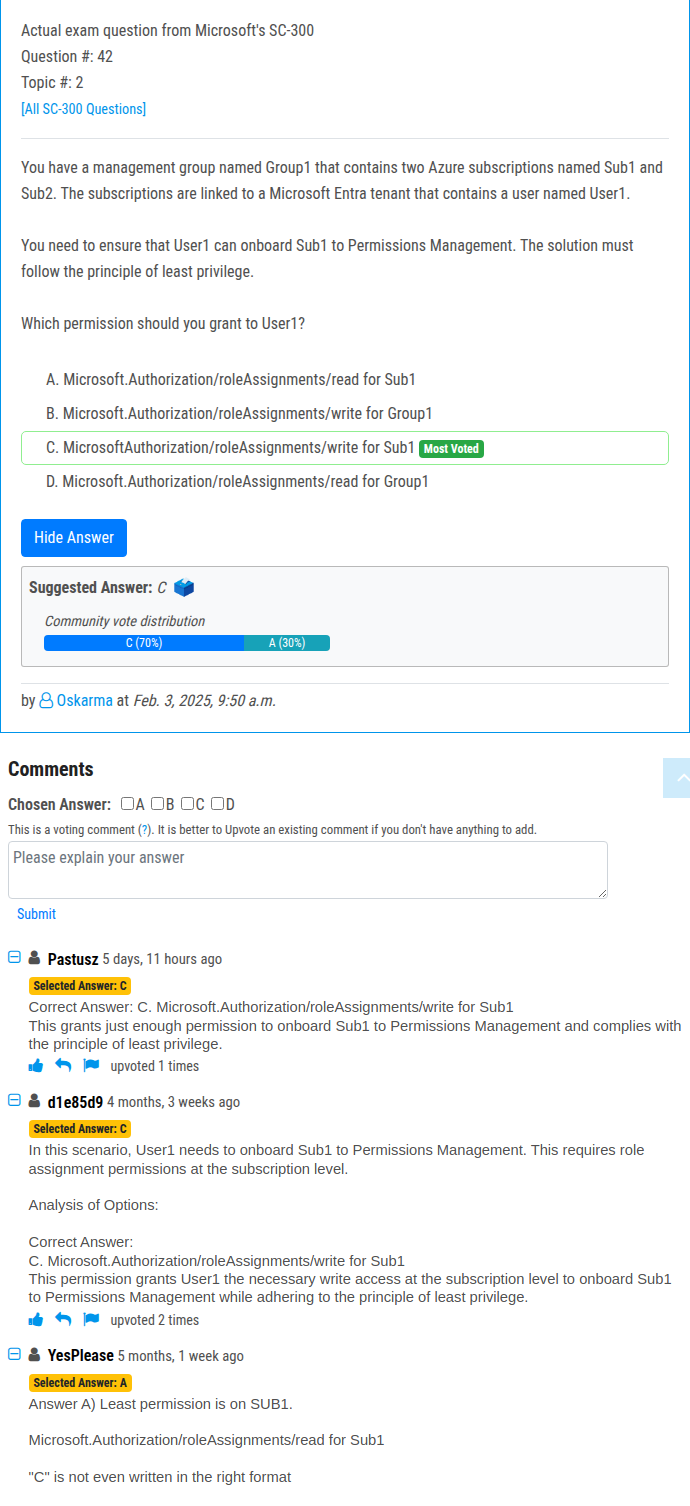 Actual exam question from Microsoft's SC-300
Question #: 42
Topic #: 2
[All SC-300 Questions]
You have a management group named Group1 that contains two Azure subscriptions named Sub1 and
Sub2. The subscriptions are linked to a Microsoft Entra tenant that contains a user named User1.
You need to ensure that User1 can onboard Sub1 to Permissions Management. The solution must
follow the principle of least privilege.
Which permission should you grant to User1?
A. Microsoft.Authorization/roleAssignments/read for Sub1
B. Microsoft.Authorization/roleAssignments/write for Group1
C. MicrosoftAuthorization/roleAssignments/write for Sub1 Most Voted
D. Microsoft.Authorization/roleAssignments/read for Group1
Hide Answer
Suggested Answer: C
Community vote distribution
C (70%) A (30%)
by Oskarma at Feb. 3, 2025, 9:50 a.m.
Comments
Chosen Answer: A B C D
This is a voting comment (?). It is better to Upvote an existing comment if you don't have anything to add.
Please explain your answer
Submit
Pastusz 5 days, 11 hours ago
Selected Answer: C
Correct Answer: C. Microsoft.Authorization/roleAssignments/write for Sub1
This grants just enough permission to onboard Sub1 to Permissions Management and complies with
the principle of least privilege.
upvoted 1 times
d1e85d9 4 months, 3 weeks ago
Selected Answer: C
In this scenario, User1 needs to onboard Sub1 to Permissions Management. This requires role
assignment permissions at the subscription level.
Analysis of Options:
Correct Answer:
C. Microsoft.Authorization/roleAssignments/write for Sub1
This permission grants User1 the necessary write access at the subscription level to onboard Sub1
to Permissions Management while adhering to the principle of least privilege.
upvoted 2 times
YesPlease 5 months, 1 week ago
Selected Answer: A
Answer A) Least permission is on SUB1.
Microsoft.Authorization/roleAssignments/read for Sub1
"C" is not even written in the right format